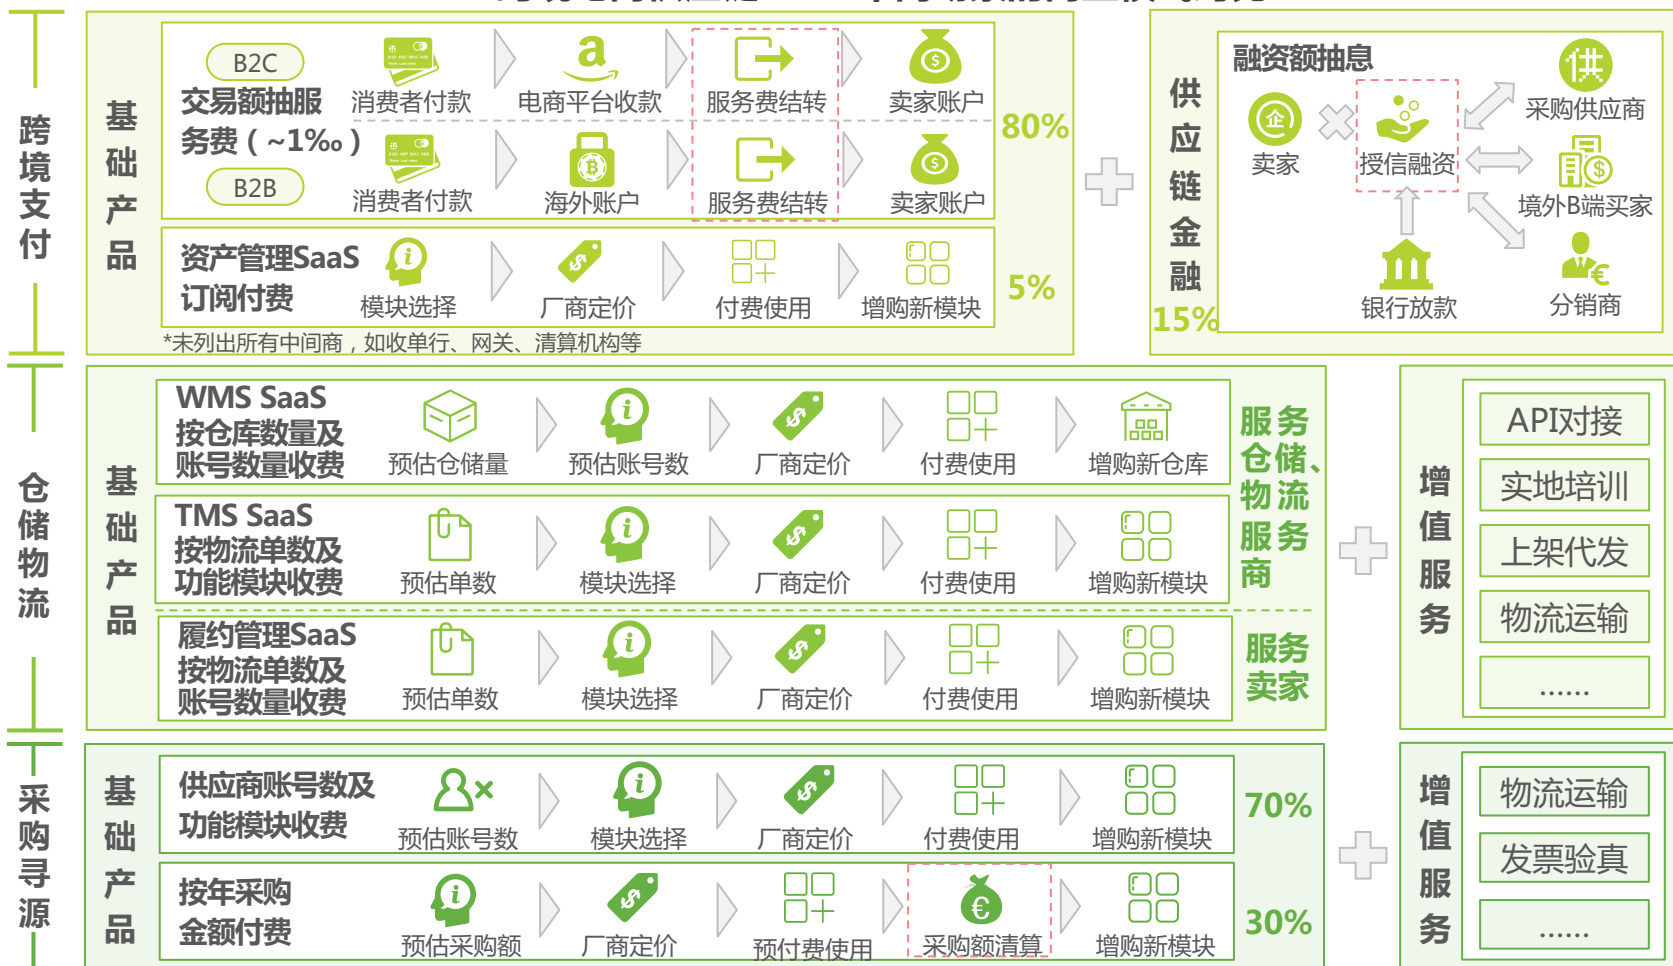 跨境支付
基础产品
B2C
交易额抽服
务费（~1‰）
B2B
消费者付款
电商平台收款
服务费结转
卖家账户
消费者付款
海外账户
服务费结转
卖家账户
80%
资产管理SaaS
订阅付费
模块选择
厂商定价
付费使用
增购新模块
5%
*未列出所有中间商，如收单行、网关、清算机构等
供应链金融
15%
融资额抽息
企
卖家
授信融资
银行放款
供
采购供应商
境外B端买家
分销商
仓储物流
基础产品
WMS SaaS
按仓库数量及
账号数量收费
预估仓储量
预估账号数
厂商定价
付费使用
增购新仓库
TMS SaaS
按物流单数及
功能模块收费
预估单数
模块选择
厂商定价
付费使用
增购新模块
服务
仓储、
物流
服务
商
履约管理SaaS
按物流单数及
账号数量收费
预估单数
模块选择
厂商定价
付费使用
增购新模块
服务
卖家
增值服务
API对接
实地培训
上架代发
物流运输
......
采购寻源
基础产品
供应商账号数及
功能模块收费
预估账号数
模块选择
厂商定价
付费使用
增购新模块
70%
按年采购
金额付费
预估采购额
厂商定价
预付费使用
采购额清算
增购新模块
30%
增值服务
物流运输
发票验真
......